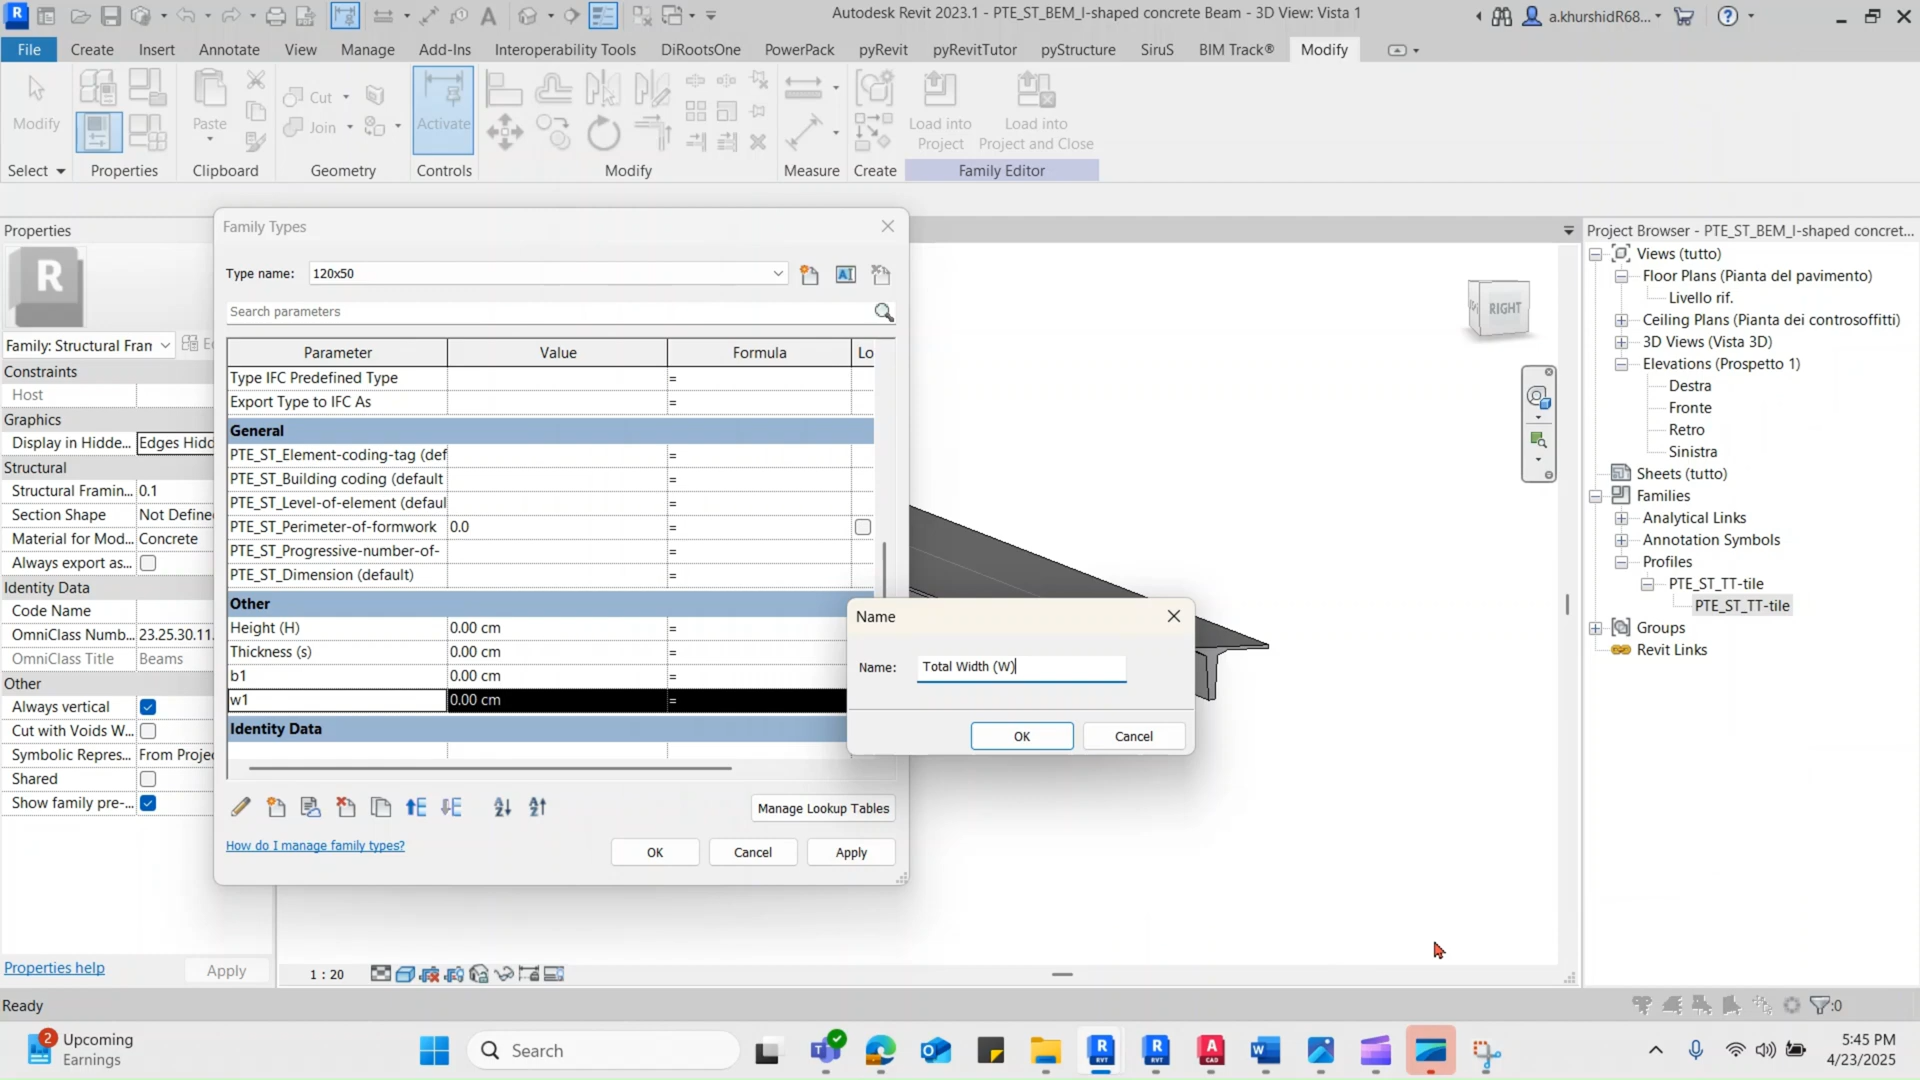 Autodesk Revit 2023.1 - PTE_ST_BEM_I-shaped concrete Beam - 3D View: Vista 1
a.khurshidR68...
File Create Insert Annotate View Manage Add-Ins Interoperability Tools DiRootsOne PowerPack pyRevit pyRevitTutor pyStructure SiruS BIM Track® Modify
Modify
Paste
Cut
Join
Activate
Load into Project
Load into Project and Close
Select Properties Clipboard Geometry Controls Modify Measure Create Family Editor
Properties
Family: Structural Fran
Constraints
Host
Graphics
Display in Hidde... Edges Hidd
Structural
Structural Framin... 0.1
Section Shape Not Define
Material for Mod... Concrete
Always export as...
Identity Data
Code Name
OmniClass Numb... 23.25.30.11.
OmniClass Title Beams
Other
Always vertical
Cut with Voids W...
Symbolic Repres... From Projec
Shared
Show family pre-...
Properties help
Apply
Family Types
Type name: 120x50
Search parameters
Parameter Value Formula Lo
Type IFC Predefined Type =
Export Type to IFC As =
General
PTE_ST_Element-coding-tag (def =
PTE_ST_Building coding (default =
PTE_ST_Level-of-element (defaul =
PTE_ST_Perimeter-of-formwork 0.0 =
PTE_ST_Progressive-number-of- =
PTE_ST_Dimension (default) =
Other
Height (H) 0.00 cm =
Thickness (s) 0.00 cm =
b1 0.00 cm =
w1 0.00 cm =
Identity Data
Manage Lookup Tables
How do I manage family types?
OK Cancel Apply
Name
Name: Total Width (W)
OK Cancel
RIGHT
Project Browser - PTE_ST_BEM_I-shaped concret...
Views (tutto)
Floor Plans (Pianta del pavimento)
Livello rif.
Ceiling Plans (Pianta dei controsoffitti)
3D Views (Vista 3D)
Elevations (Prospetto 1)
Destra
Fronte
Retro
Sinistra
Sheets (tutto)
Families
Analytical Links
Annotation Symbols
Profiles
PTE_ST_TT-tile
PTE_ST_TT-tile
Groups
Revit Links
1 : 20
Ready
:0
2
Upcoming
Earnings
Search
5:45 PM
4/23/2025